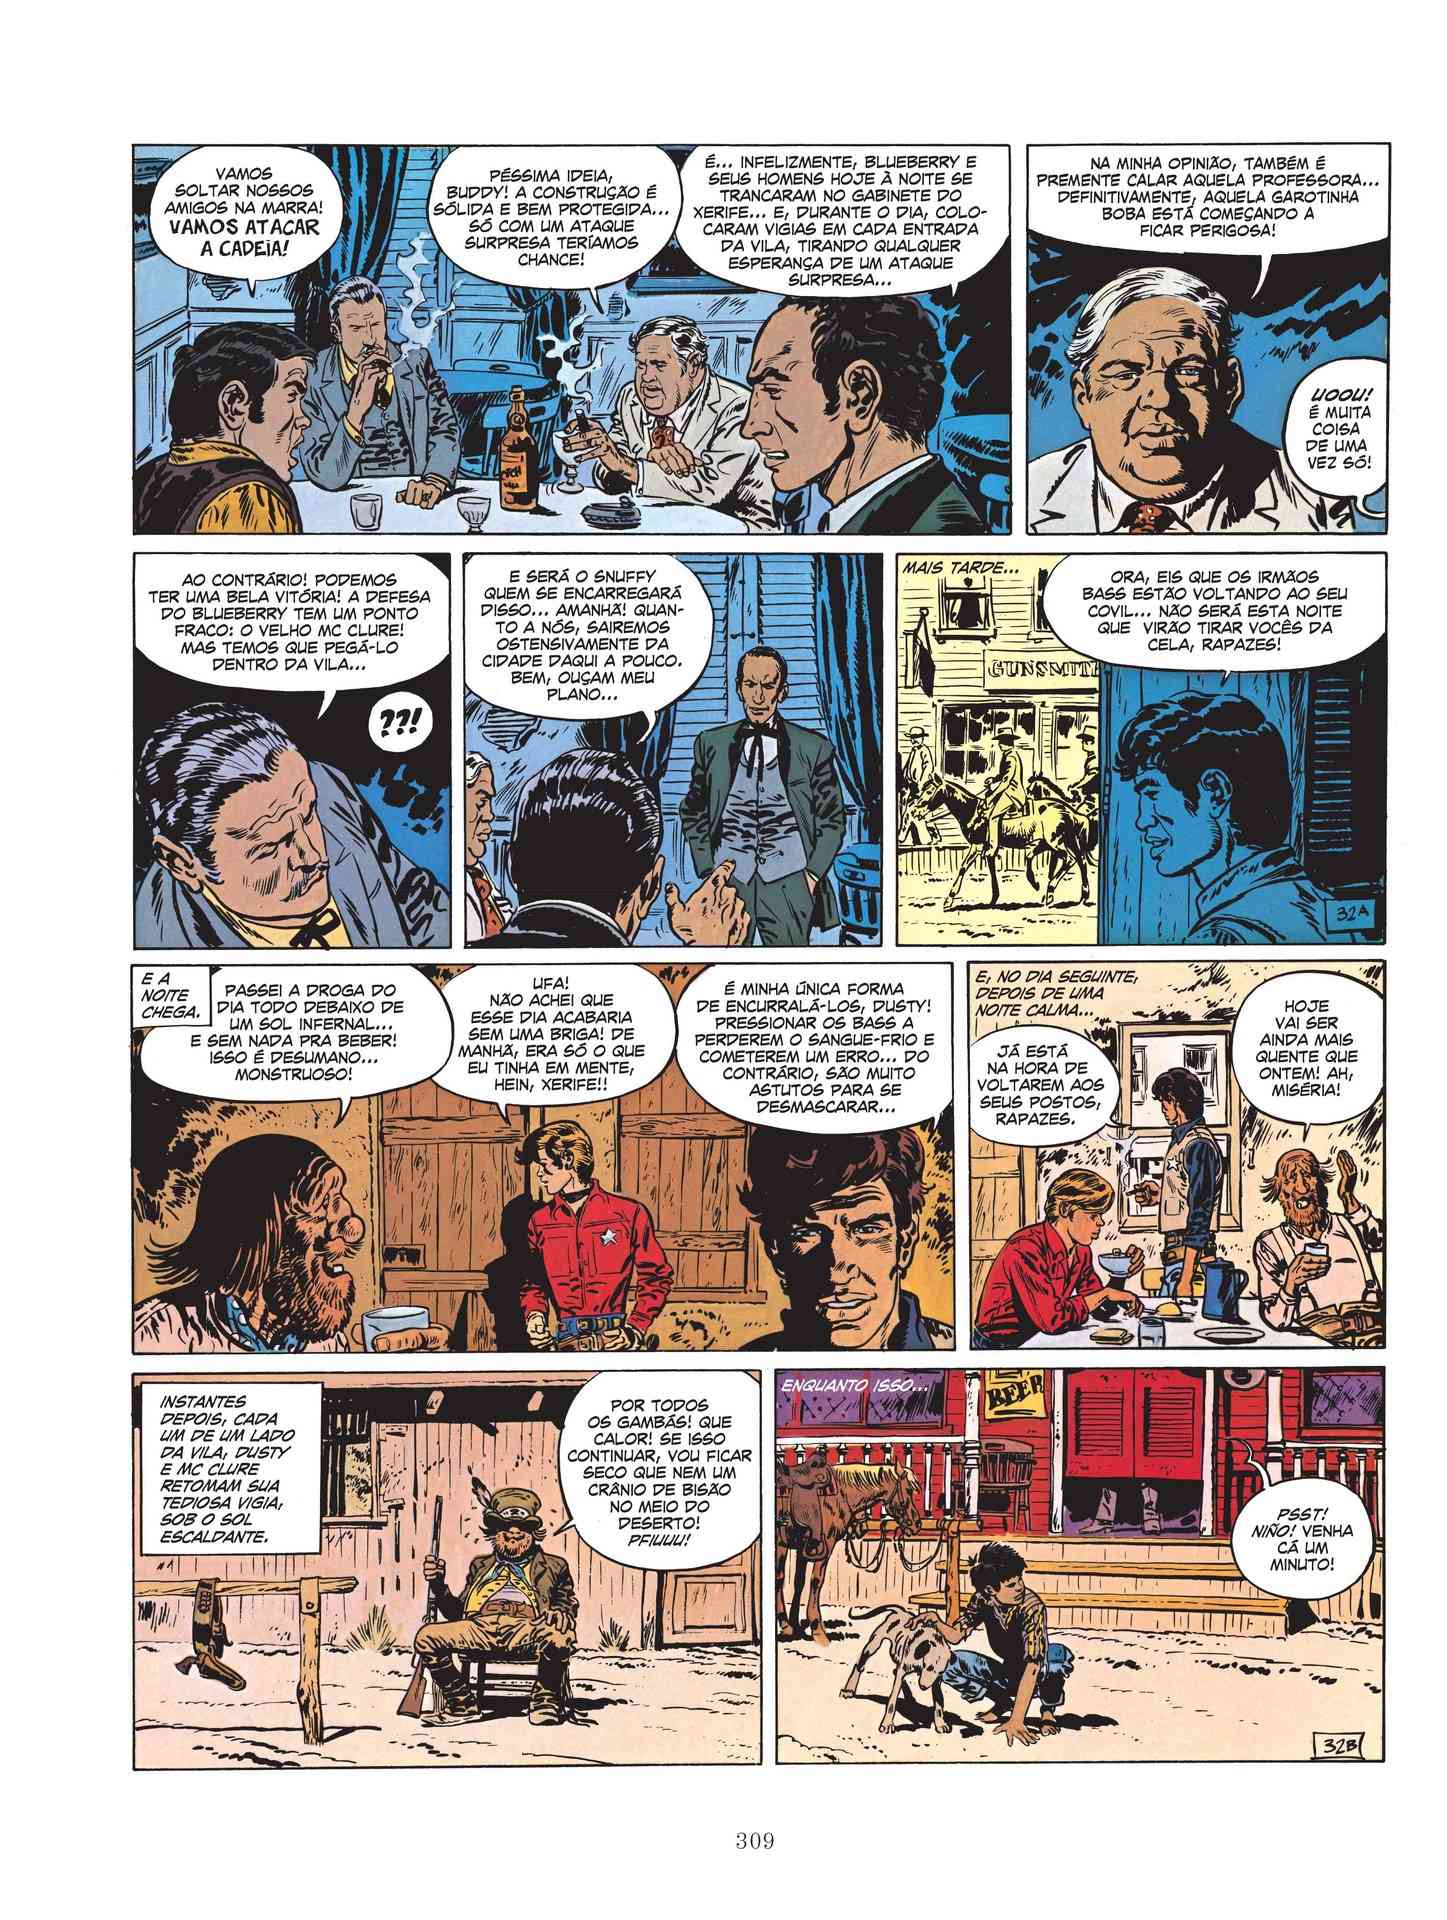 VAMOS
SOLTAR NOSSOS
AMIGOS NA MARRA!
VAMOS ATACAR
A CADEIA!
PÉSSIMA IDEIA,
BUDDY! A CONSTRUÇÃO É
SÓLIDA E BEM PROTEGIDA...
SÓ COM UM ATAQUE
SURPRESA TERÍAMOS
CHANCE!
É... INFELIZMENTE, BLUEBERRY E
SEUS HOMENS HOJE À NOITE SE
TRANCARAM NO GABINETE DO
XERIFE... E, DURANTE O DIA, COLO-
CARAM VIGIAS EM CADA ENTRADA
DA VILA, TIRANDO QUALQUER
ESPERANÇA DE UM ATAQUE
SURPRESA...
NA MINHA OPINIÃO, TAMBÉM É
PREMENTE CALAR AQUELA PROFESSORA...
DEFINITIVAMENTE, AQUELA GAROTINHA
BOBA ESTÁ COMEÇANDO A
FICAR PERIGOSA!
UOOU!
É MUITA
COISA
DE UMA
VEZ SÓ!
AO CONTRÁRIO! PODEMOS
TER UMA BELA VITÓRIA! A DEFESA
DO BLUEBERRY TEM UM PONTO
FRACO: O VELHO MC CLURE!
MAS TEMOS QUE PEGÁ-LO
DENTRO DA VILA...
??!
E SERÁ O SNUFFY
QUEM SE ENCARREGARÁ
DISSO... AMANHÃ! QUAN-
TO A NÓS, SAIREMOS
OSTENSIVAMENTE DA
CIDADE DAQUI A POUCO.
BEM, OUÇAM MEU
PLANO...
MAIS TARDE...
ORA, EIS QUE OS IRMÃOS
BASS ESTÃO VOLTANDO AO SEU
COVIL... NÃO SERÁ ESTA NOITE
QUE VIRÃO TIRAR VOCÊS DA
CELA, RAPAZES!
GUNSMITH
32A
E A
NOITE
CHEGA.
PASSEI A DROGA DO
DIA TODO DEBAIXO DE
UM SOL INFERNAL...
E SEM NADA PRA BEBER!
ISSO É DESUMANO...
MONSTRUOSO!
UFA!
NÃO ACHEI QUE
ESSE DIA ACABARIA
SEM UMA BRIGA! DE
MANHÃ, ERA SÓ O QUE
EU TINHA EM MENTE,
HEIN, XERIFE!!
É MINHA ÚNICA FORMA
DE ENCURRALÁ-LOS, DUSTY!
PRESSIONAR OS BASS A
PERDEREM O SANGUE-FRIO E
COMETEREM UM ERRO... DO
CONTRÁRIO, SÃO MUITO
ASTUTOS PARA SE
DESMASCARAR...
E, NO DIA SEGUINTE,
DEPOIS DE UMA
NOITE CALMA...
JÁ ESTÁ
NA HORA DE
VOLTAREM AOS
SEUS POSTOS,
RAPAZES.
HOJE
VAI SER
AINDA MAIS
QUENTE QUE
ONTEM! AH,
MISÉRIA!
INSTANTES
DEPOIS, CADA
UM DE UM LADO
DA VILA, DUSTY
E MC CLURE
RETOMAM SUA
TEDIOSA VIGIA,
SOB O SOL
ESCALDANTE.
POR TODOS
OS GAMBÁS! QUE
CALOR! SE ISSO
CONTINUAR, VOU FICAR
SECO QUE NEM UM
CRÂNIO DE BISÃO
NO MEIO DO
DESERTO!
PFIUUU!
ENQUANTO ISSO...
BEER
PSST!
NIÑO! VENHA
CÁ UM
MINUTO!
32B
309